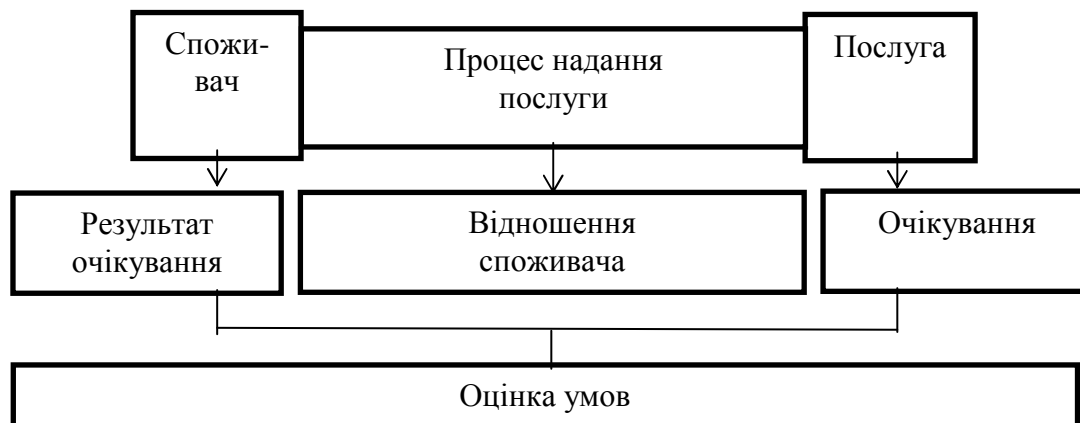 Спожи-
вач
Процес надання
послуги
Послуга
Результат
очікування
Відношення
споживача
Очікування
Оцінка умов